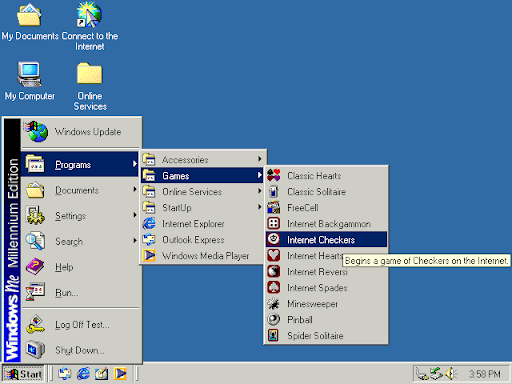 My Documents
Connect to the
Internet
My Computer
Online
Services
Windows Me Millennium Edition
Windows Update
Programs
Documents
Settings
Search
Help
Run...
Log Off Test...
Shut Down...
Accessories
Games
Online Services
StartUp
Internet Explorer
Outlook Express
Windows Media Player
Classic Hearts
Classic Solitaire
FreeCell
Internet Backgammon
Internet Checkers
Internet Hearts
Begins a game of Checkers on the Internet.
Internet Reversi
Internet Spades
Minesweeper
Pinball
Spider Solitaire
Start
3:58 PM